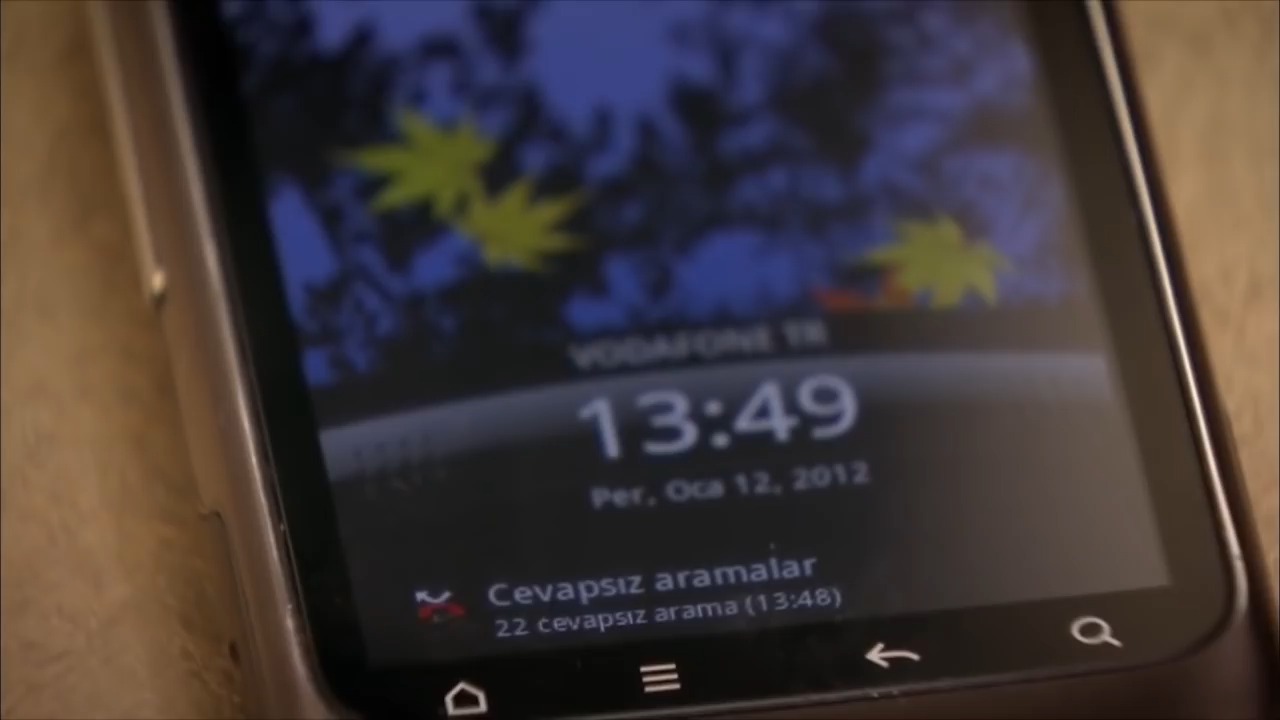 VODAFONE TR
13:49
Per, Oca 12, 2012
Cevapsız aramalar
22 cevapsız arama (13:48)